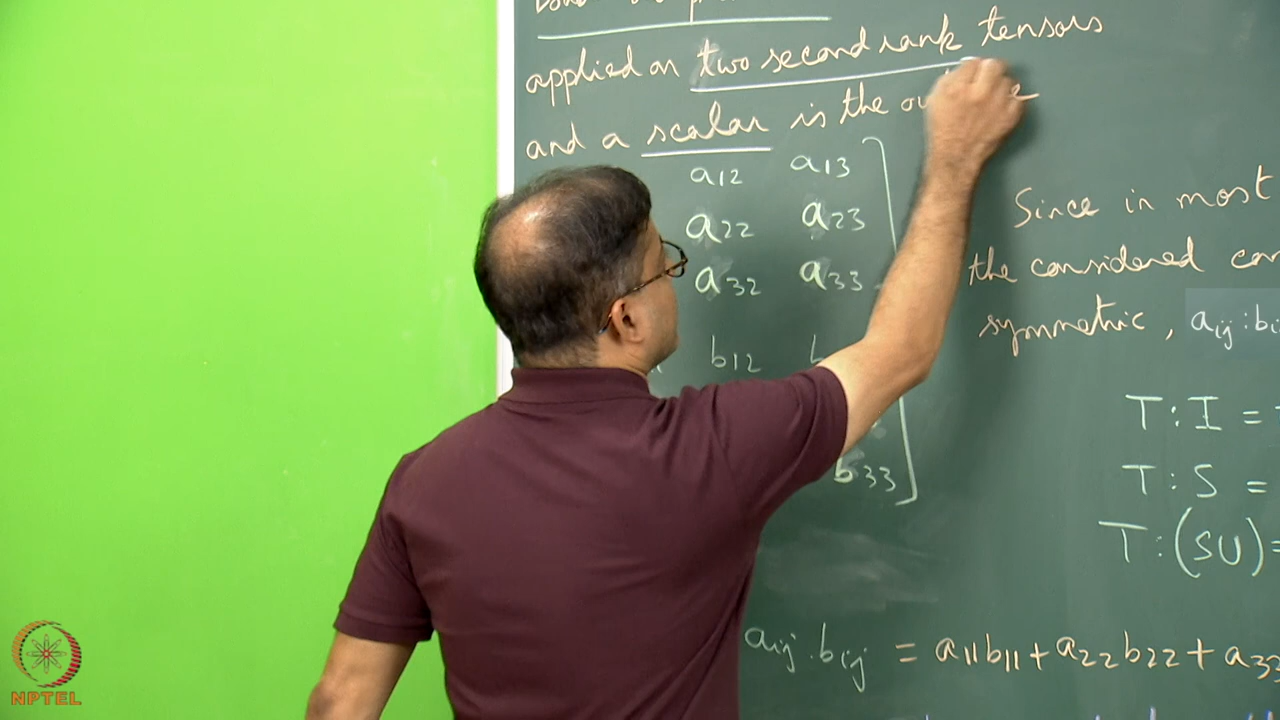 applied on two second rank tensors
and a scalar is the
a12 a13
a22 a23
a32 a33
b12
b33
Since in most
the considered
symmetric, aij : bi
T : I =
T : S =
T : (SU) =
aij : bij = a11b11 + a22b22 + a33
NPTEL